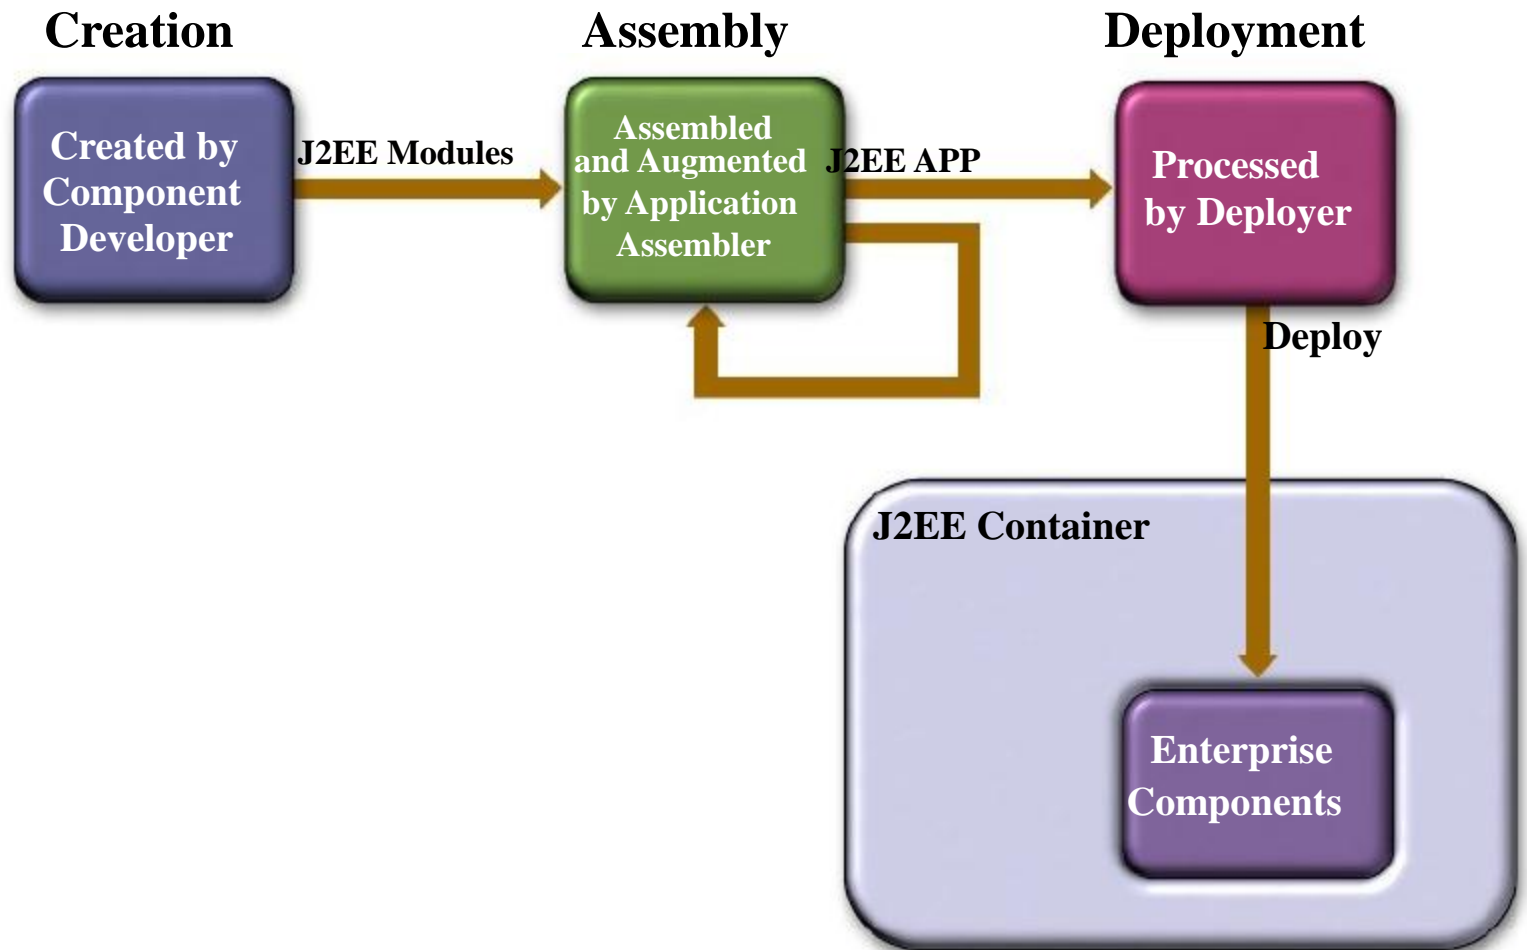 Creation
Assembly
Deployment
Created by
Component
Developer
J2EE Modules
Assembled
and Augmented
by Application
Assembler
J2EE APP
Processed
by Deployer
Deploy
J2EE Container
Enterprise
Components